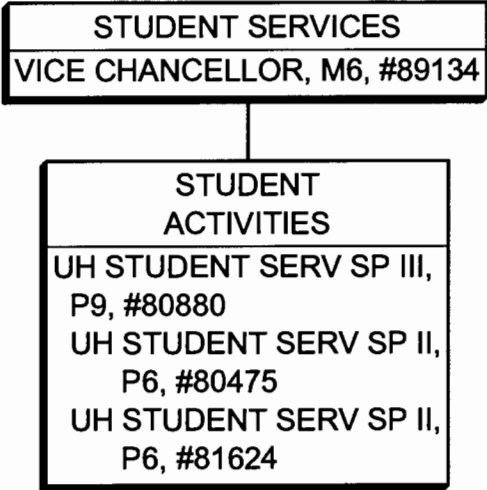 STUDENT SERVICES
VICE CHANCELLOR, M6, #89134
STUDENT
ACTIVITIES
UH STUDENT SERV SP III,
P9, #80880
UH STUDENT SERV SP II,
P6, #80475
UH STUDENT SERV SP II,
P6, #81624